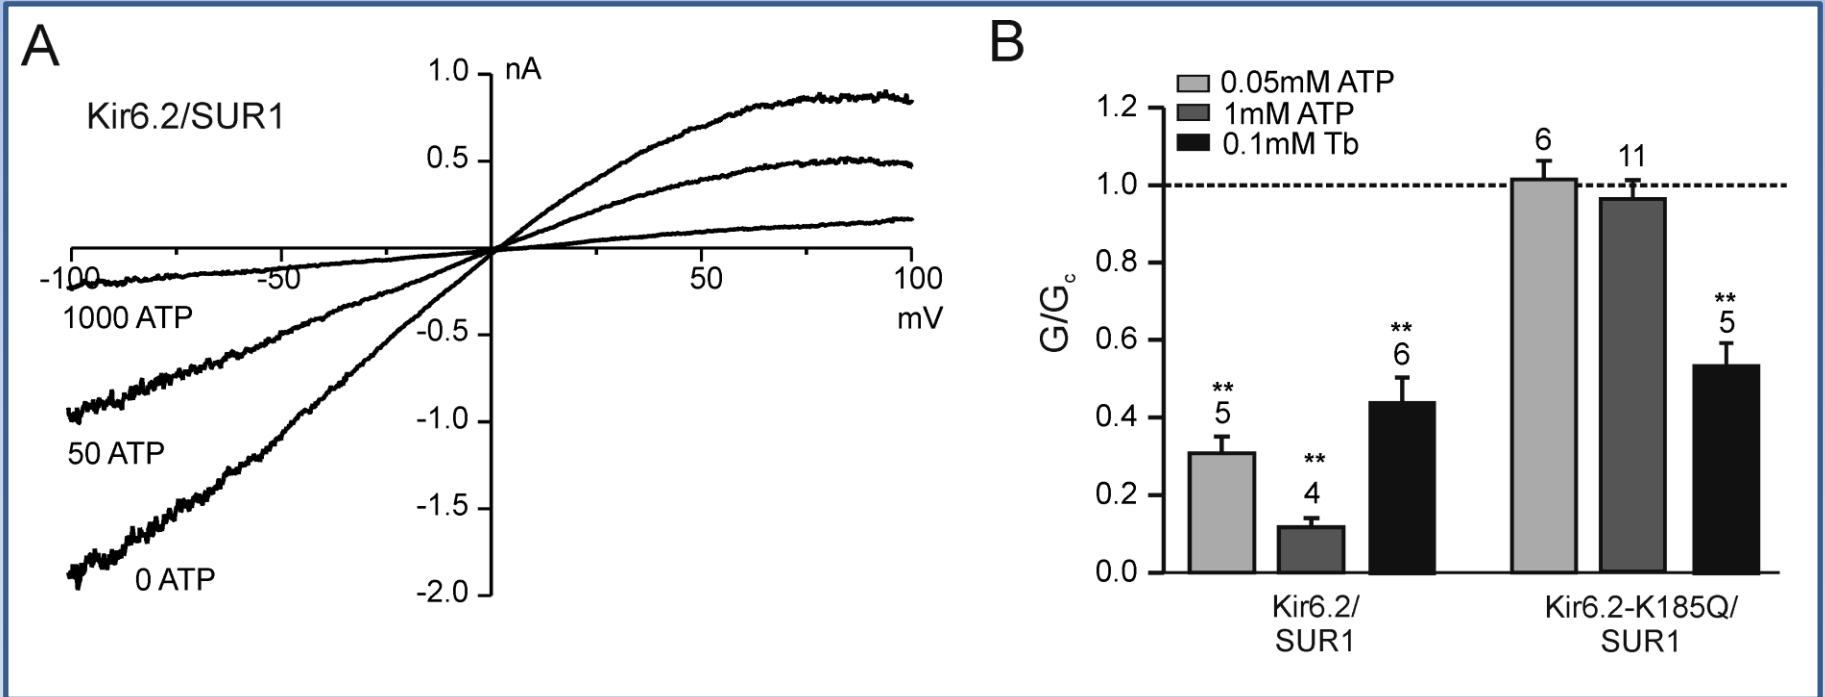 A
Kir6.2/SUR1
1.0 nA
0.5
-100 -50 50 100
mV
-0.5
-1.0
-1.5
-2.0
1000 ATP
50 ATP
0 ATP
B
0.05mM ATP
1mM ATP
0.1mM Tb
G/Gc
1.2
1.0
0.8
0.6
0.4
0.2
0.0
**
5
**
4
**
6
6
11
**
5
Kir6.2/
SUR1
Kir6.2-K185Q/
SUR1